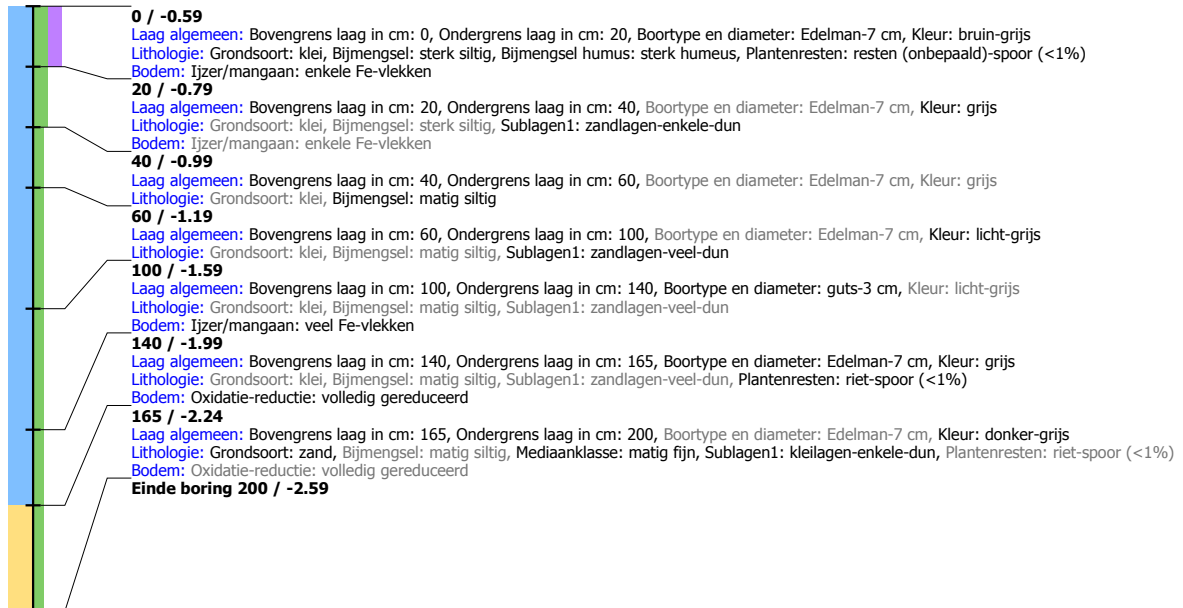 0 / -0.59
Laag algemeen: Bovengrens laag in cm: 0, Ondergrens laag in cm: 20, Boortype en diameter: Edelman-7 cm, Kleur: bruin-grijs
Lithologie: Grondsoort: klei, Bijmengsel: sterk siltig, Bijmengsel humus: sterk humeus, Plantenresten: resten (onbepaald)-spoor (<1%)
Bodem: Ijzer/mangaan: enkele Fe-vlekken
20 / -0.79
Laag algemeen: Bovengrens laag in cm: 20, Ondergrens laag in cm: 40, Boortype en diameter: Edelman-7 cm, Kleur: grijs
Lithologie: Grondsoort: klei, Bijmengsel: sterk siltig, Sublagen1: zandlagen-enkele-dun
Bodem: Ijzer/mangaan: enkele Fe-vlekken
40 / -0.99
Laag algemeen: Bovengrens laag in cm: 40, Ondergrens laag in cm: 60, Boortype en diameter: Edelman-7 cm, Kleur: grijs
Lithologie: Grondsoort: klei, Bijmengsel: matig siltig
60 / -1.19
Laag algemeen: Bovengrens laag in cm: 60, Ondergrens laag in cm: 100, Boortype en diameter: Edelman-7 cm, Kleur: licht-grijs
Lithologie: Grondsoort: klei, Bijmengsel: matig siltig, Sublagen1: zandlagen-veel-dun
100 / -1.59
Laag algemeen: Bovengrens laag in cm: 100, Ondergrens laag in cm: 140, Boortype en diameter: guts-3 cm, Kleur: licht-grijs
Lithologie: Grondsoort: klei, Bijmengsel: matig siltig, Sublagen1: zandlagen-veel-dun
Bodem: Ijzer/mangaan: veel Fe-vlekken
140 / -1.99
Laag algemeen: Bovengrens laag in cm: 140, Ondergrens laag in cm: 165, Boortype en diameter: Edelman-7 cm, Kleur: grijs
Lithologie: Grondsoort: klei, Bijmengsel: matig siltig, Sublagen1: zandlagen-veel-dun, Plantenresten: riet-spoor (<1%)
Bodem: Oxidatie-reductie: volledig gereduceerd
165 / -2.24
Laag algemeen: Bovengrens laag in cm: 165, Ondergrens laag in cm: 200, Boortype en diameter: Edelman-7 cm, Kleur: donker-grijs
Lithologie: Grondsoort: zand, Bijmengsel: matig siltig, Mediaanklasse: matig fijn, Sublagen1: kleilagen-enkele-dun, Plantenresten: riet-spoor (<1%)
Bodem: Oxidatie-reductie: volledig gereduceerd
Einde boring 200 / -2.59